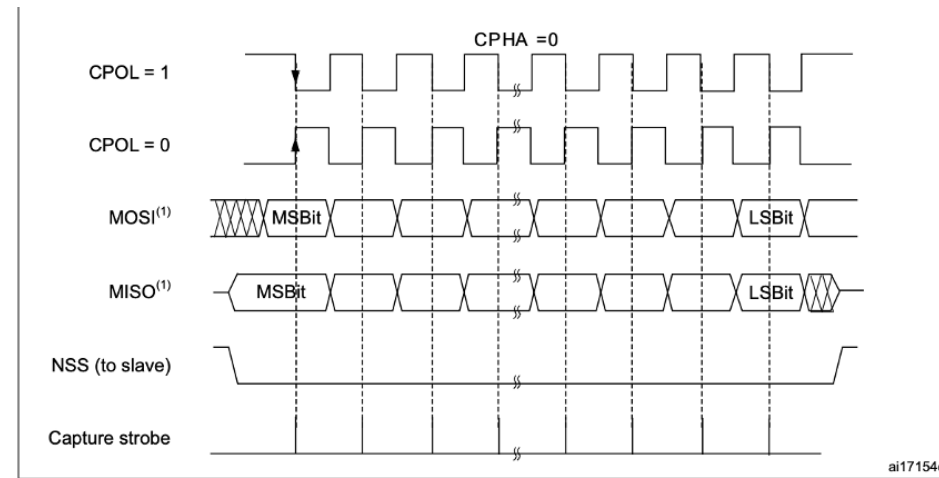 CPHA =0
CPOL = 1
CPOL = 0
MOSI(1) MSBit LSBit
MISO(1) MSBit LSBit
NSS (to slave)
Capture strobe